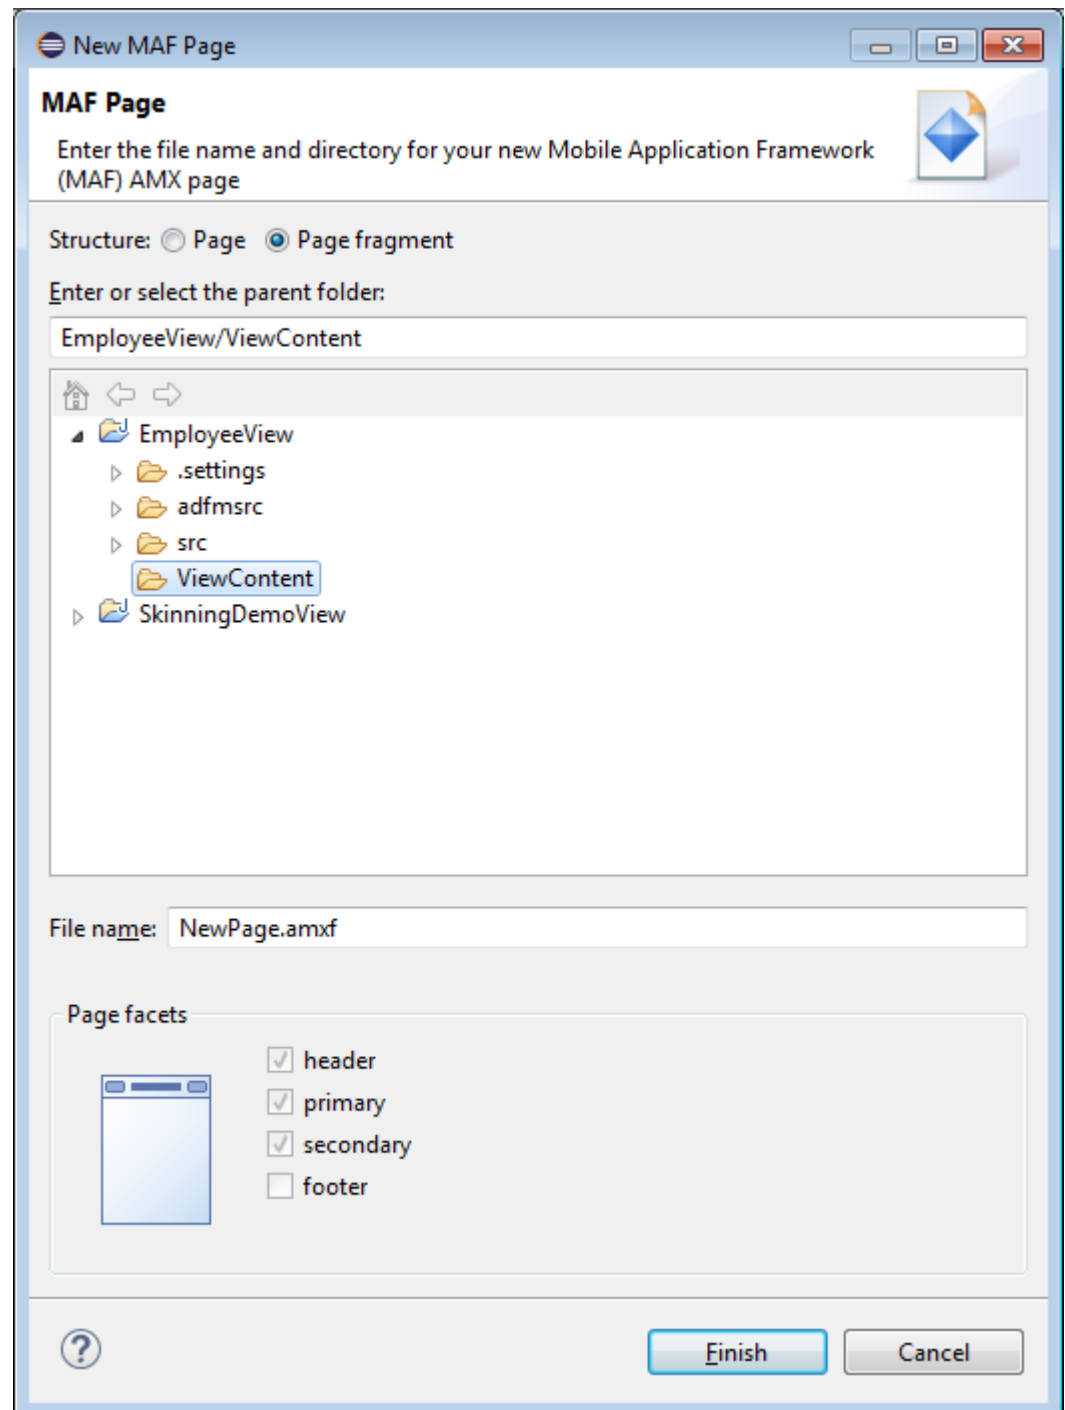 New MAF Page
MAF Page
Enter the file name and directory for your new Mobile Application Framework
(MAF) AMX page
Structure: Page Page fragment
Enter or select the parent folder:
EmployeeView/ViewContent
EmployeeView
.settings
adfmsrc
src
ViewContent
SkinningDemoView
File name: NewPage.amxf
Page facets
header
primary
secondary
footer
? Finish Cancel